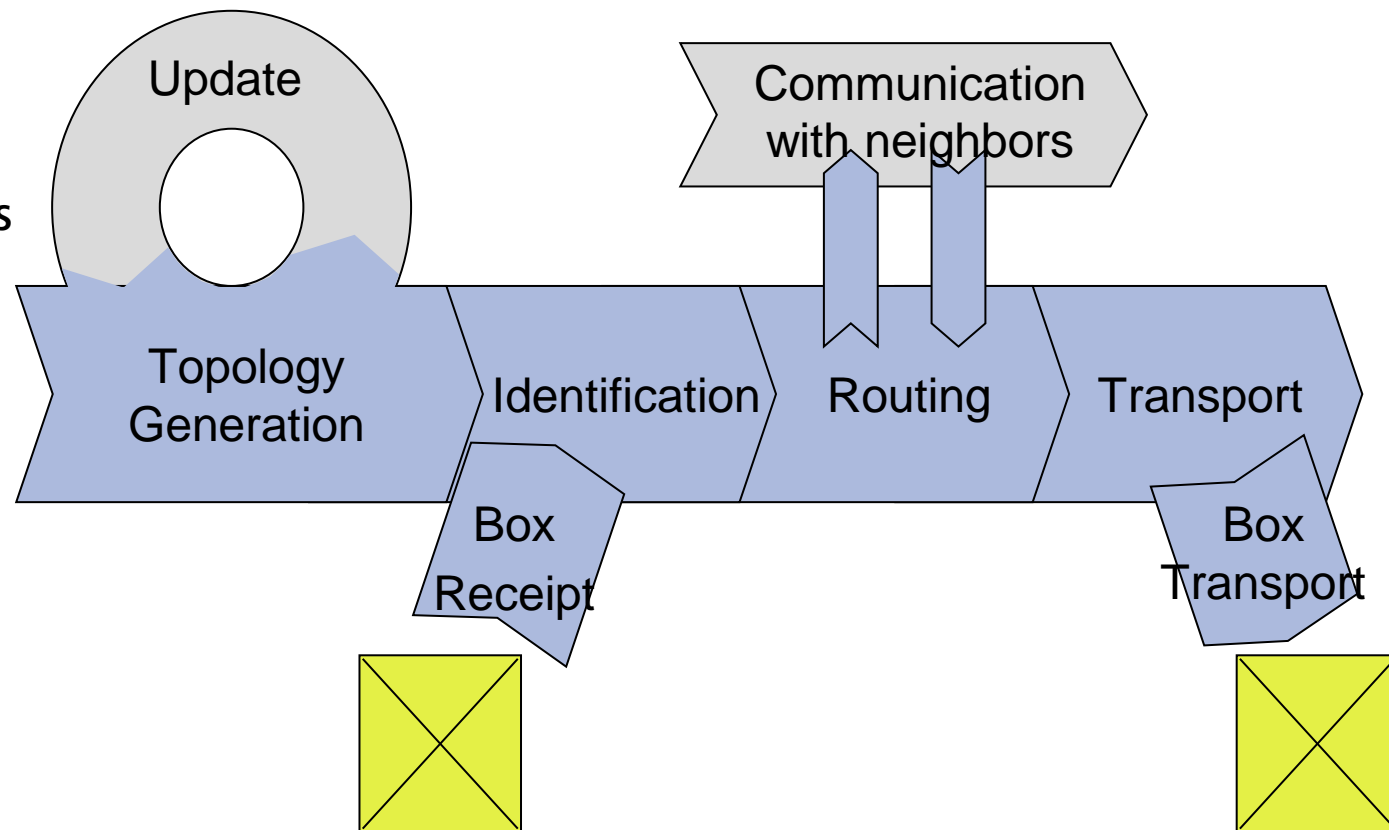 Update
Communication
with neighbors
s
Topology
Generation
Identification
Routing
Transport
Box
Receipt
Box
Transport